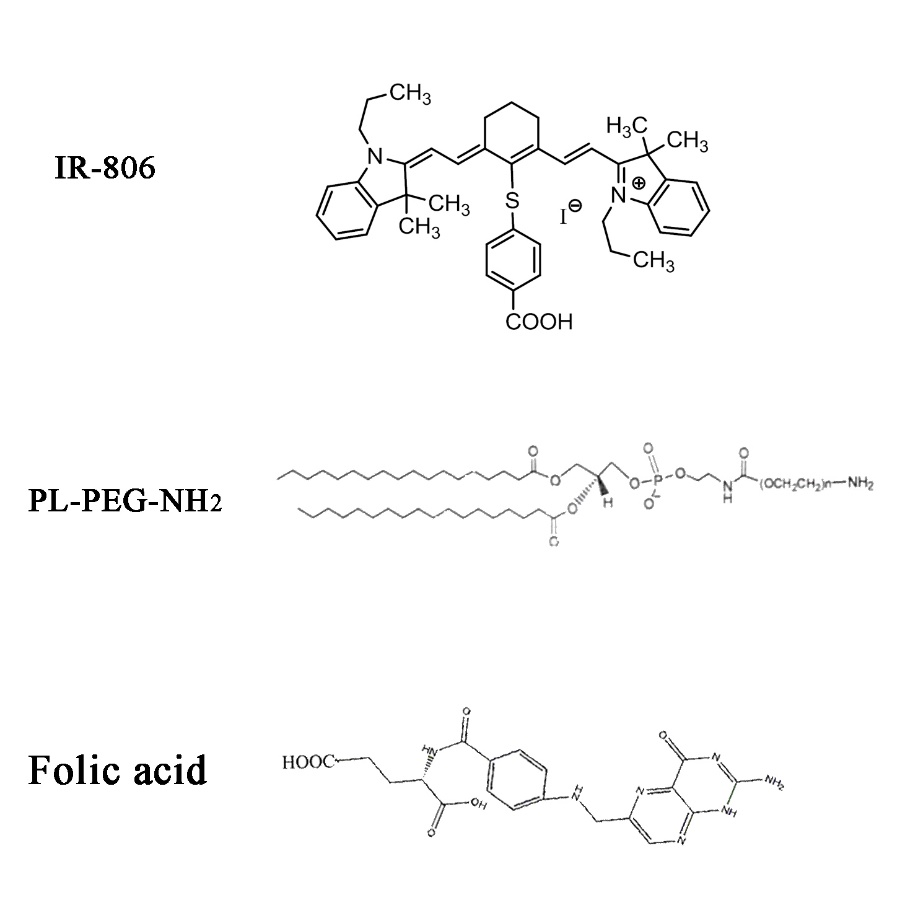 CH₃
H₃C CH₃
IR-806
N
⊕
N
CH₃
S
I⊖
CH₃
CH₃
COOH
O O O
PL-PEG-NH2
O O P O (OCH₂CH₂)n—NH₂
O H O⁻ N
H
O
O O
HN N
HOOC NH₂
Folic acid
OH H
N N NH
O N